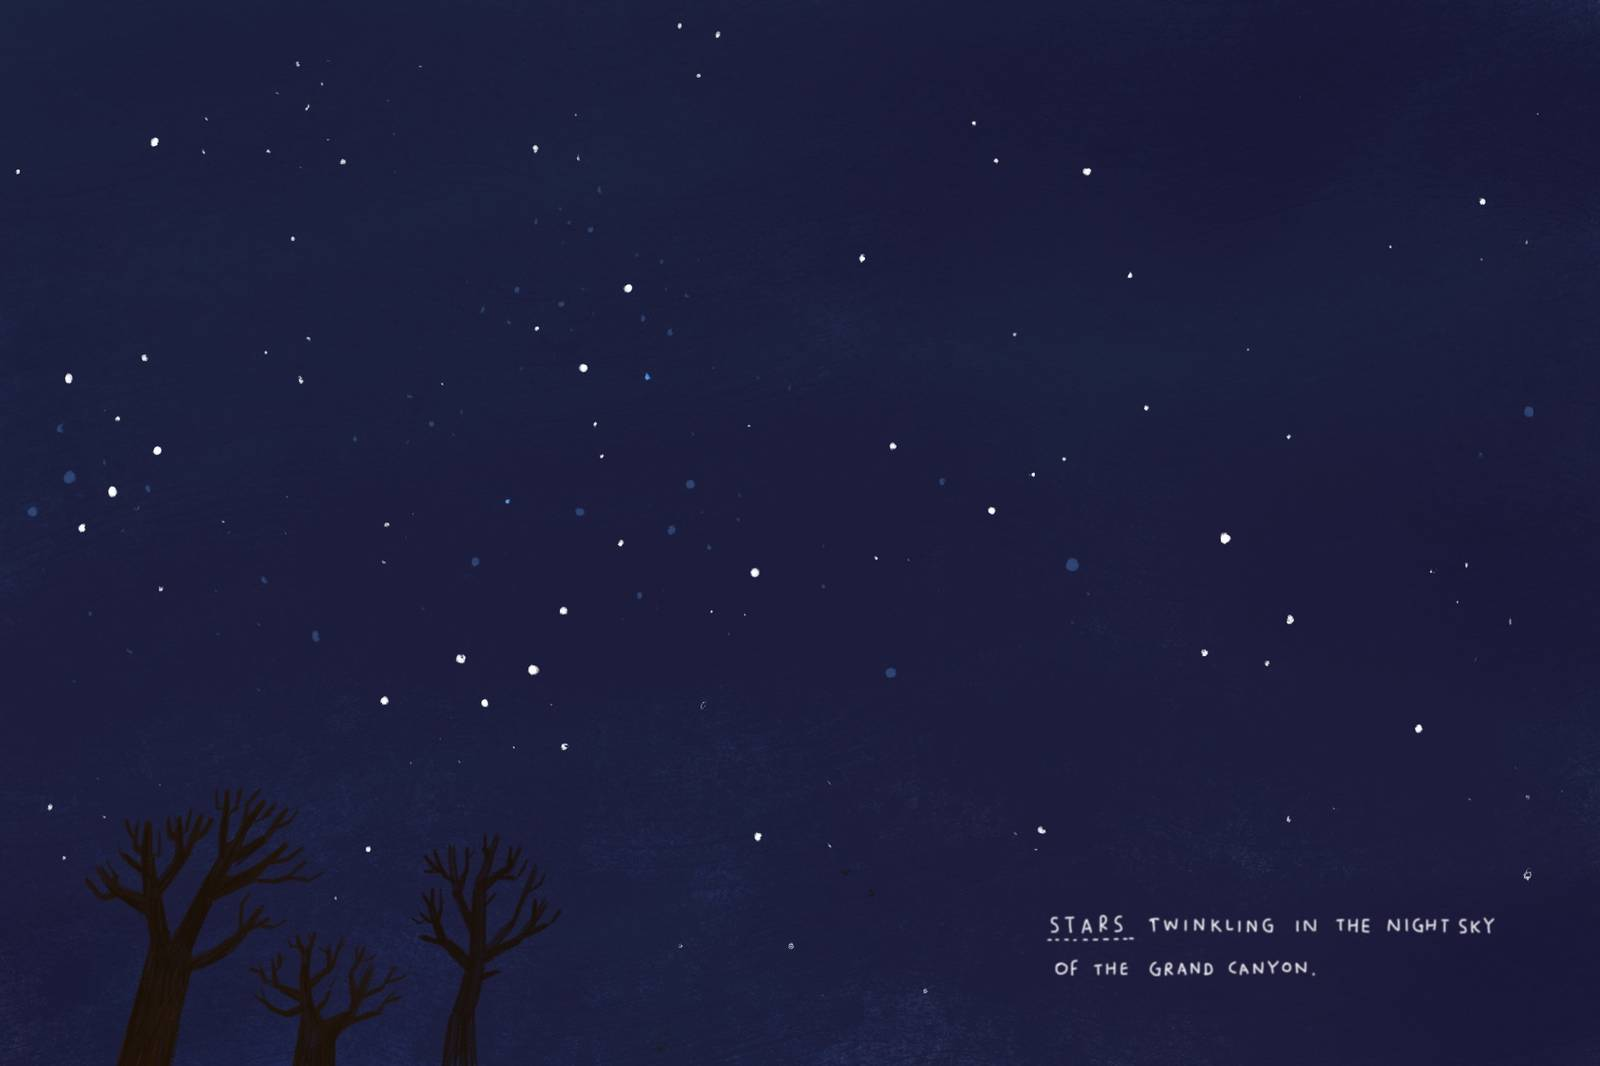 STARS TWINKLING IN THE NIGHT SKY
OF THE GRAND CANYON.